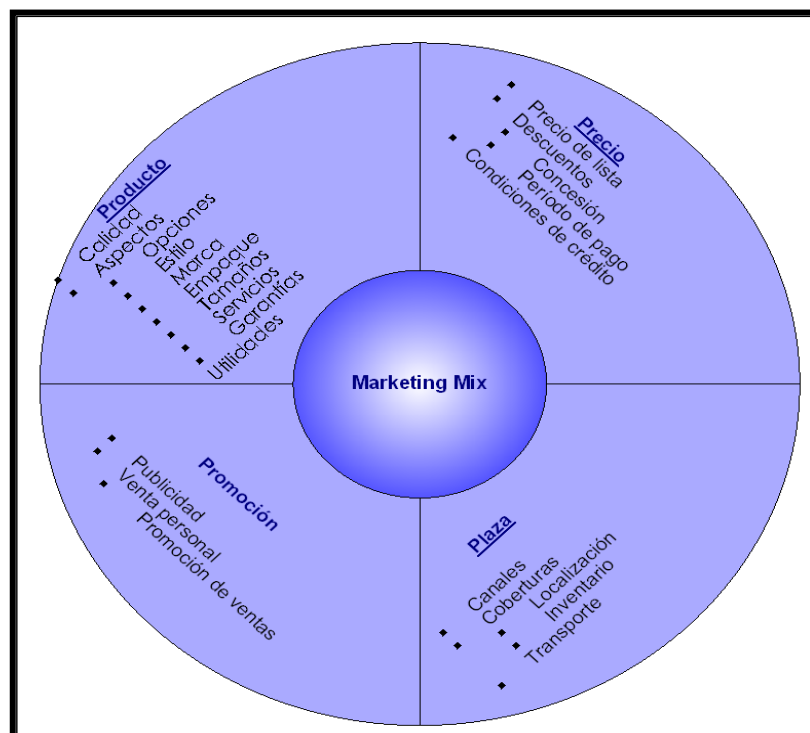 Producto
Calidad
Aspectos
Opciones
Estilo
Marca
Empaque
Tamaños
Servicios
Garantías
Utilidades
Precio
Precio de lista
Descuentos
Concesión
Período de pago
Condiciones de crédito
Marketing Mix
Promoción
Publicidad
Venta personal
Promoción de ventas
Plaza
Canales
Coberturas
Localización
Inventario
Transporte